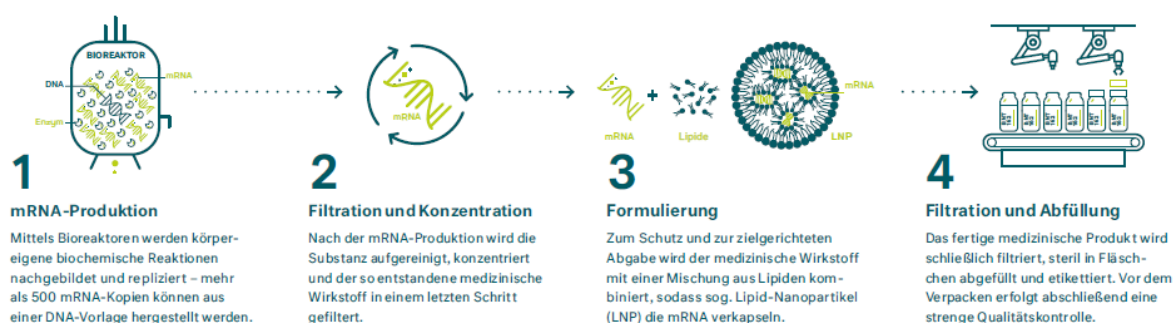 BIOREAKTOR
DNA
mRNA
Enzym
mRNA
mRNA
Lipide
mRNA
LNP
1
mRNA-Produktion
Mittels Bioreaktoren werden körper-
eigene biochemische Reaktionen
nachgebildet und repliziert – mehr
als 500 mRNA-Kopien können aus
einer DNA-Vorlage hergestellt werden.
2
Filtration und Konzentration
Nach der mRNA-Produktion wird die
Substanz aufgereinigt, konzentriert
und der so entstandene medizinische
Wirkstoff in einem letzten Schritt
gefiltert.
3
Formulierung
Zum Schutz und zur zielgerichteten
Abgabe wird der medizinische Wirkstoff
mit einer Mischung aus Lipiden kom-
biniert, sodass sog. Lipid-Nanopartikel
(LNP) die mRNA verkapseln.
4
Filtration und Abfüllung
Das fertige medizinische Produkt wird
schließlich filtriert, steril in Fläsch-
chen abgefüllt und etikettiert. Vor dem
Verpacken erfolgt abschließend eine
strenge Qualitätskontrolle.